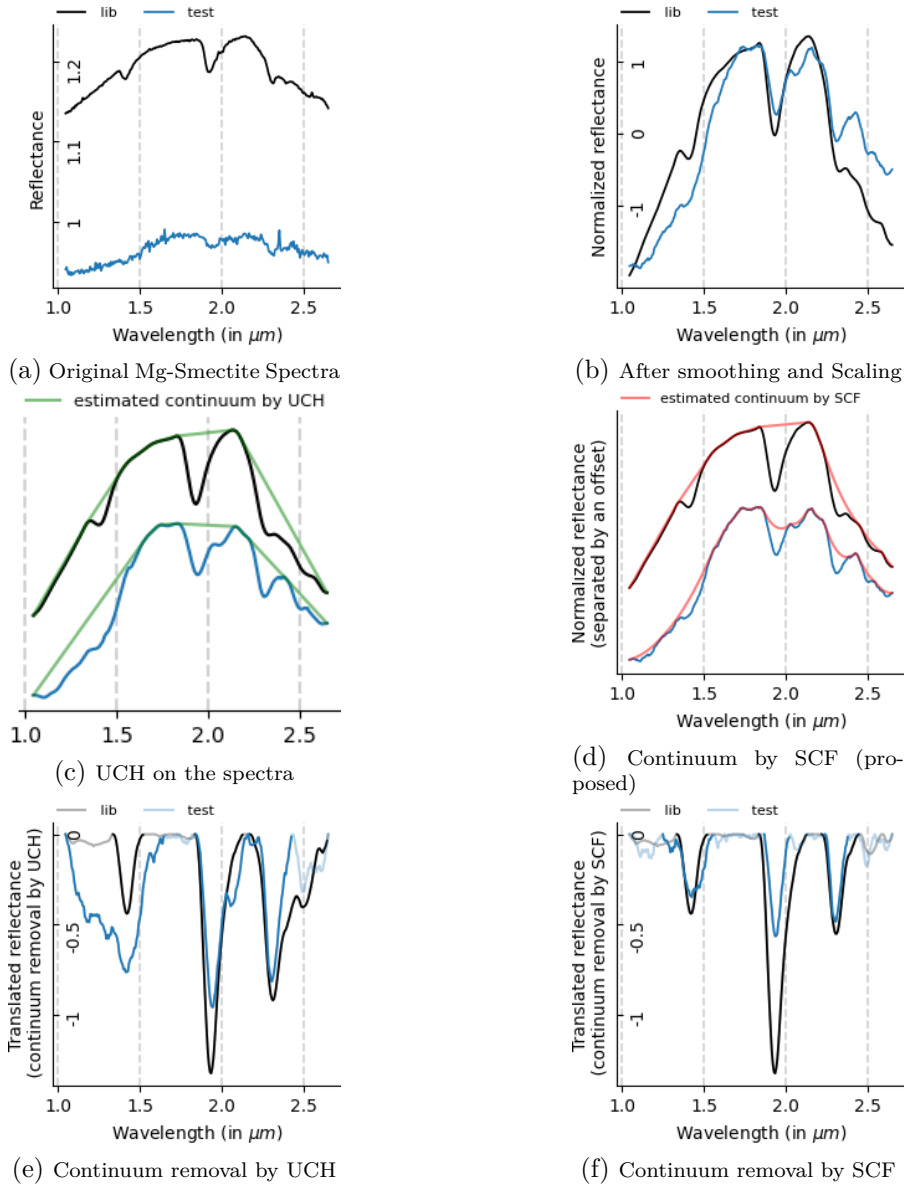 lib test
Reflectance
1.2
1.1
1
1.0 1.5 2.0 2.5
Wavelength (in μm)
(a) Original Mg-Smectite Spectra
lib test
Normalized reflectance
1
0
-1
1.0 1.5 2.0 2.5
Wavelength (in μm)
(b) After smoothing and Scaling
estimated continuum by UCH
1.0 1.5 2.0 2.5
(c) UCH on the spectra
estimated continuum by SCF
Normalized reflectance
(separated by an offset)
1.0 1.5 2.0 2.5
Wavelength (in μm)
(d) Continuum by SCF (pro-
posed)
lib test
Translated reflectance
(continuum removal by UCH)
0
-0.5
-1
1.0 1.5 2.0 2.5
Wavelength (in μm)
(e) Continuum removal by UCH
lib test
Translated reflectance
(continuum removal by SCF)
0
-0.5
-1
1.0 1.5 2.0 2.5
Wavelength (in μm)
(f) Continuum removal by SCF